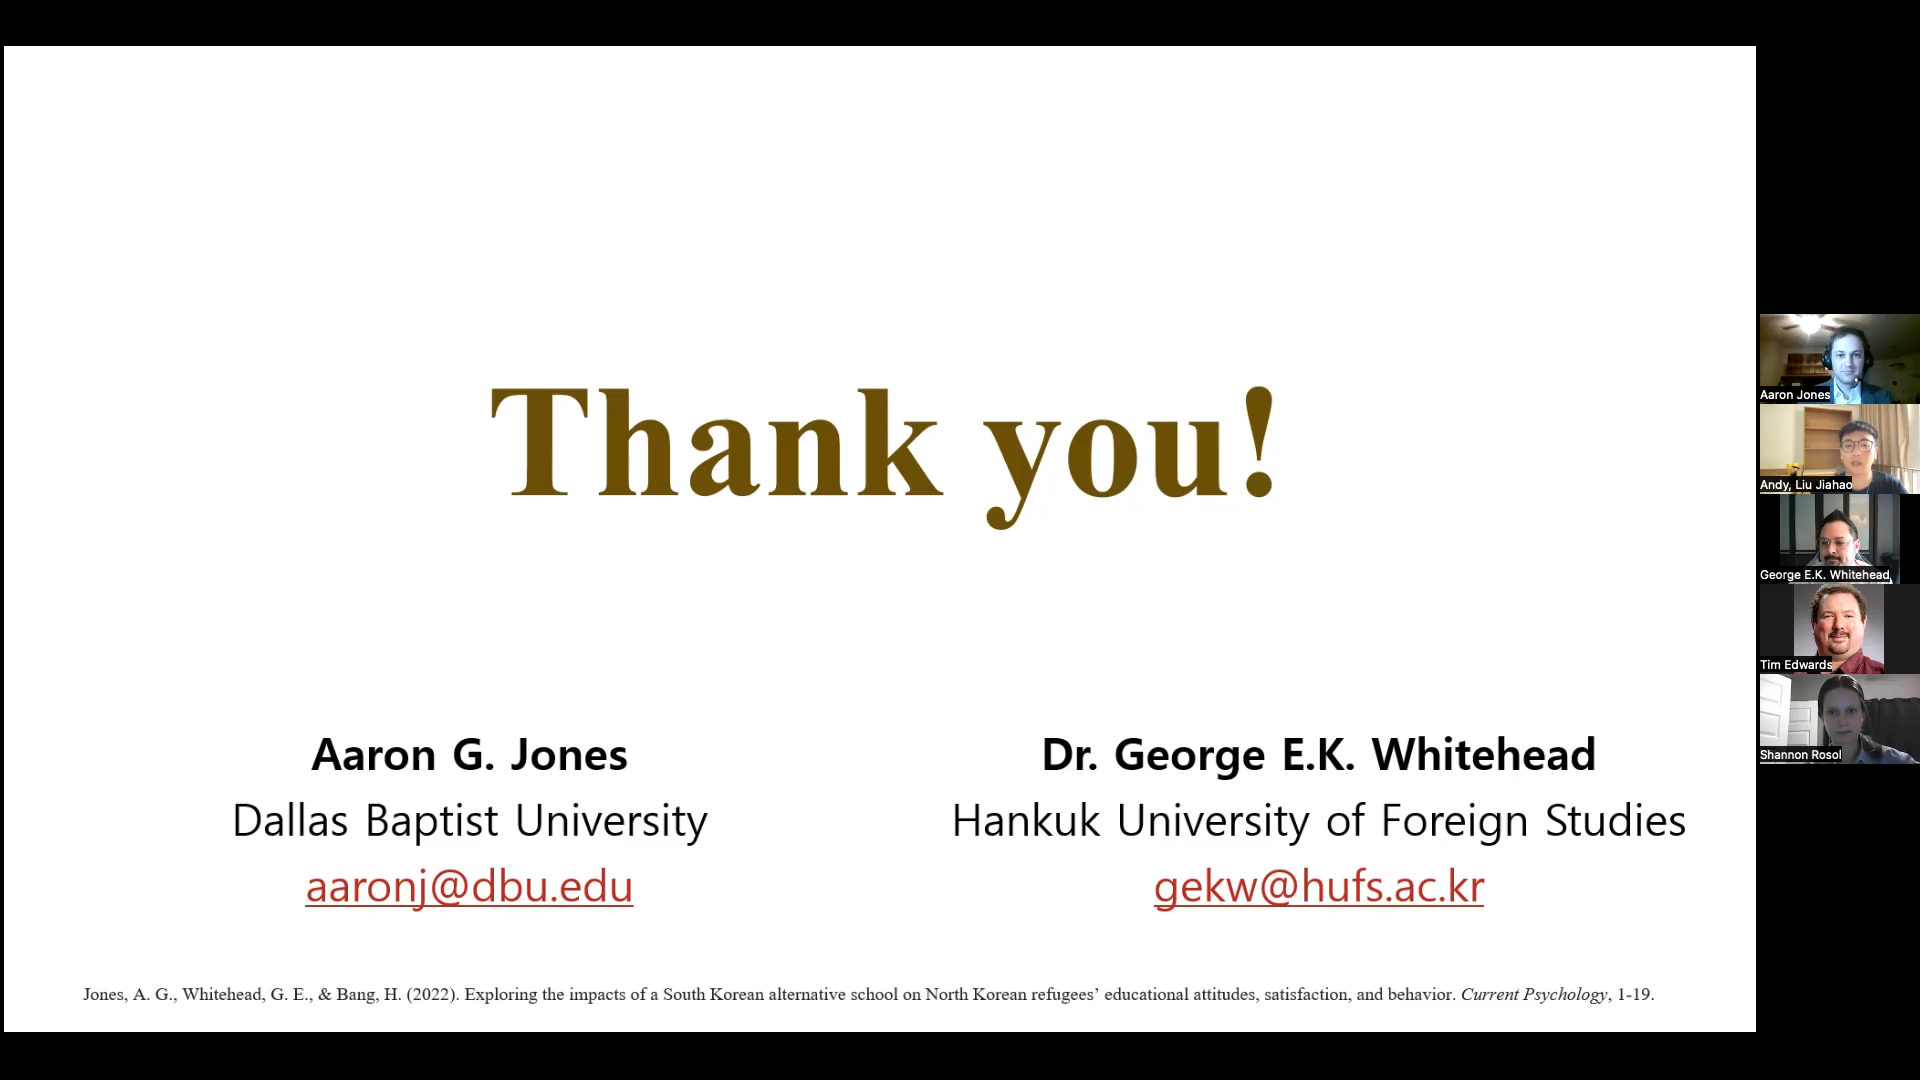 Thank you!
Aaron G. Jones
Dallas Baptist University
aaronj@dbu.edu
Dr. George E.K. Whitehead
Hankuk University of Foreign Studies
gekw@hufs.ac.kr
Jones, A. G., Whitehead, G. E., & Bang, H. (2022). Exploring the impacts of a South Korean alternative school on North Korean refugees’ educational attitudes, satisfaction, and behavior. Current Psychology, 1-19.
Aaron Jones
Andy, Liu Jiahao
George E.K. Whitehead
Tim Edwards
Shannon Rosol